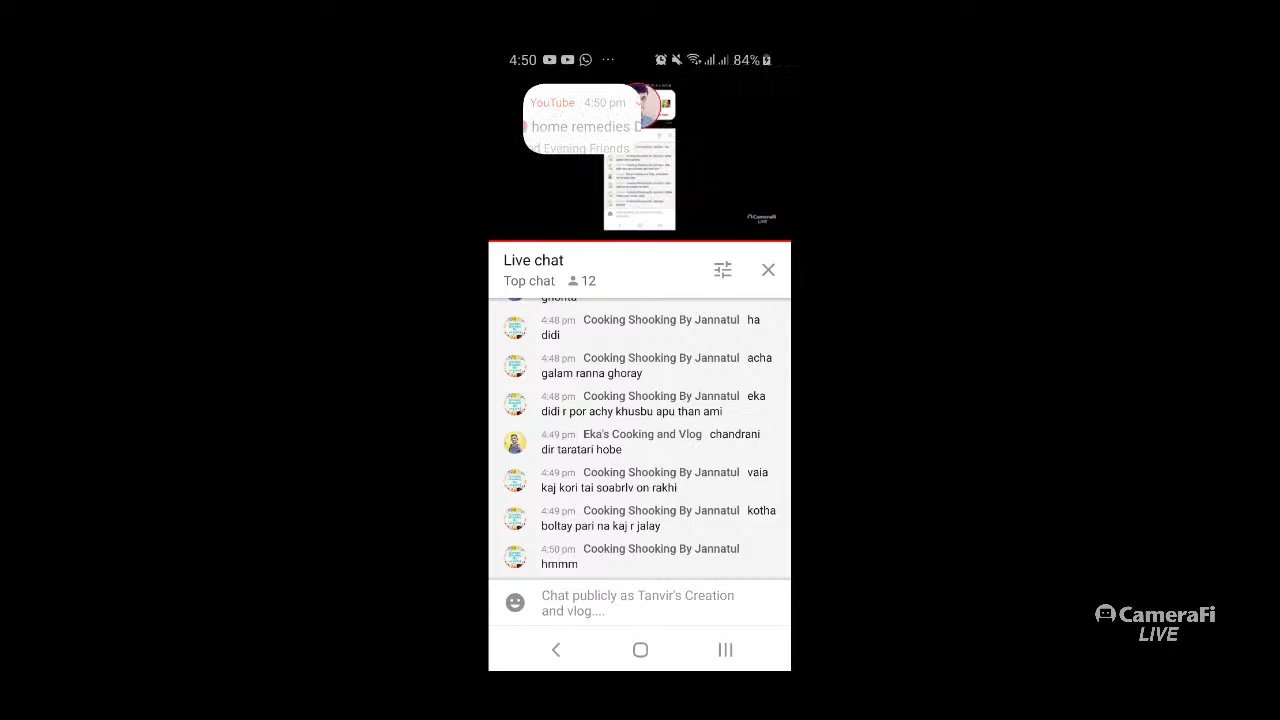 4:50
84%
YouTube 4:50 pm
home remedies D
d Evening Friends
CameraFi
LIVE
Live chat
Top chat 12
ghontu
4:48 pm Cooking Shooking By Jannatul ha
didi
4:48 pm Cooking Shooking By Jannatul acha
galam ranna ghoray
4:48 pm Cooking Shooking By Jannatul eka
didi r por achy khusbu apu than ami
4:49 pm Eka's Cooking and Vlog chandrani
dir taratari hobe
4:49 pm Cooking Shooking By Jannatul vaia
kaj kori tai soabrlv on rakhi
4:49 pm Cooking Shooking By Jannatul kotha
boltay pari na kaj r jalay
4:50 pm Cooking Shooking By Jannatul
hmmm
Chat publicly as Tanvir's Creation
and vlog....
CameraFi
LIVE